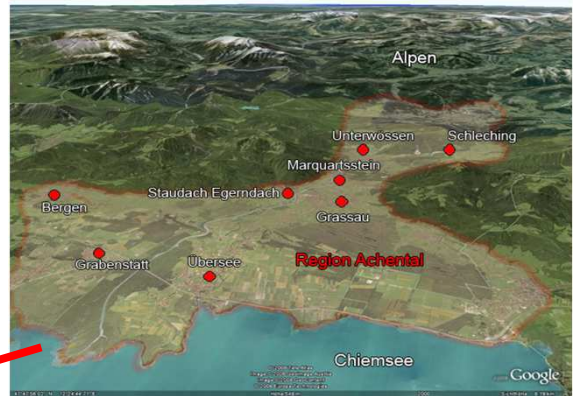 Alpen
Unterwössen
Schleching
Marquartsstein
Staudach Egerndach
Bergen
Grassau
Grabenstatt
Übersee
Region Achental
Chiemsee
Google